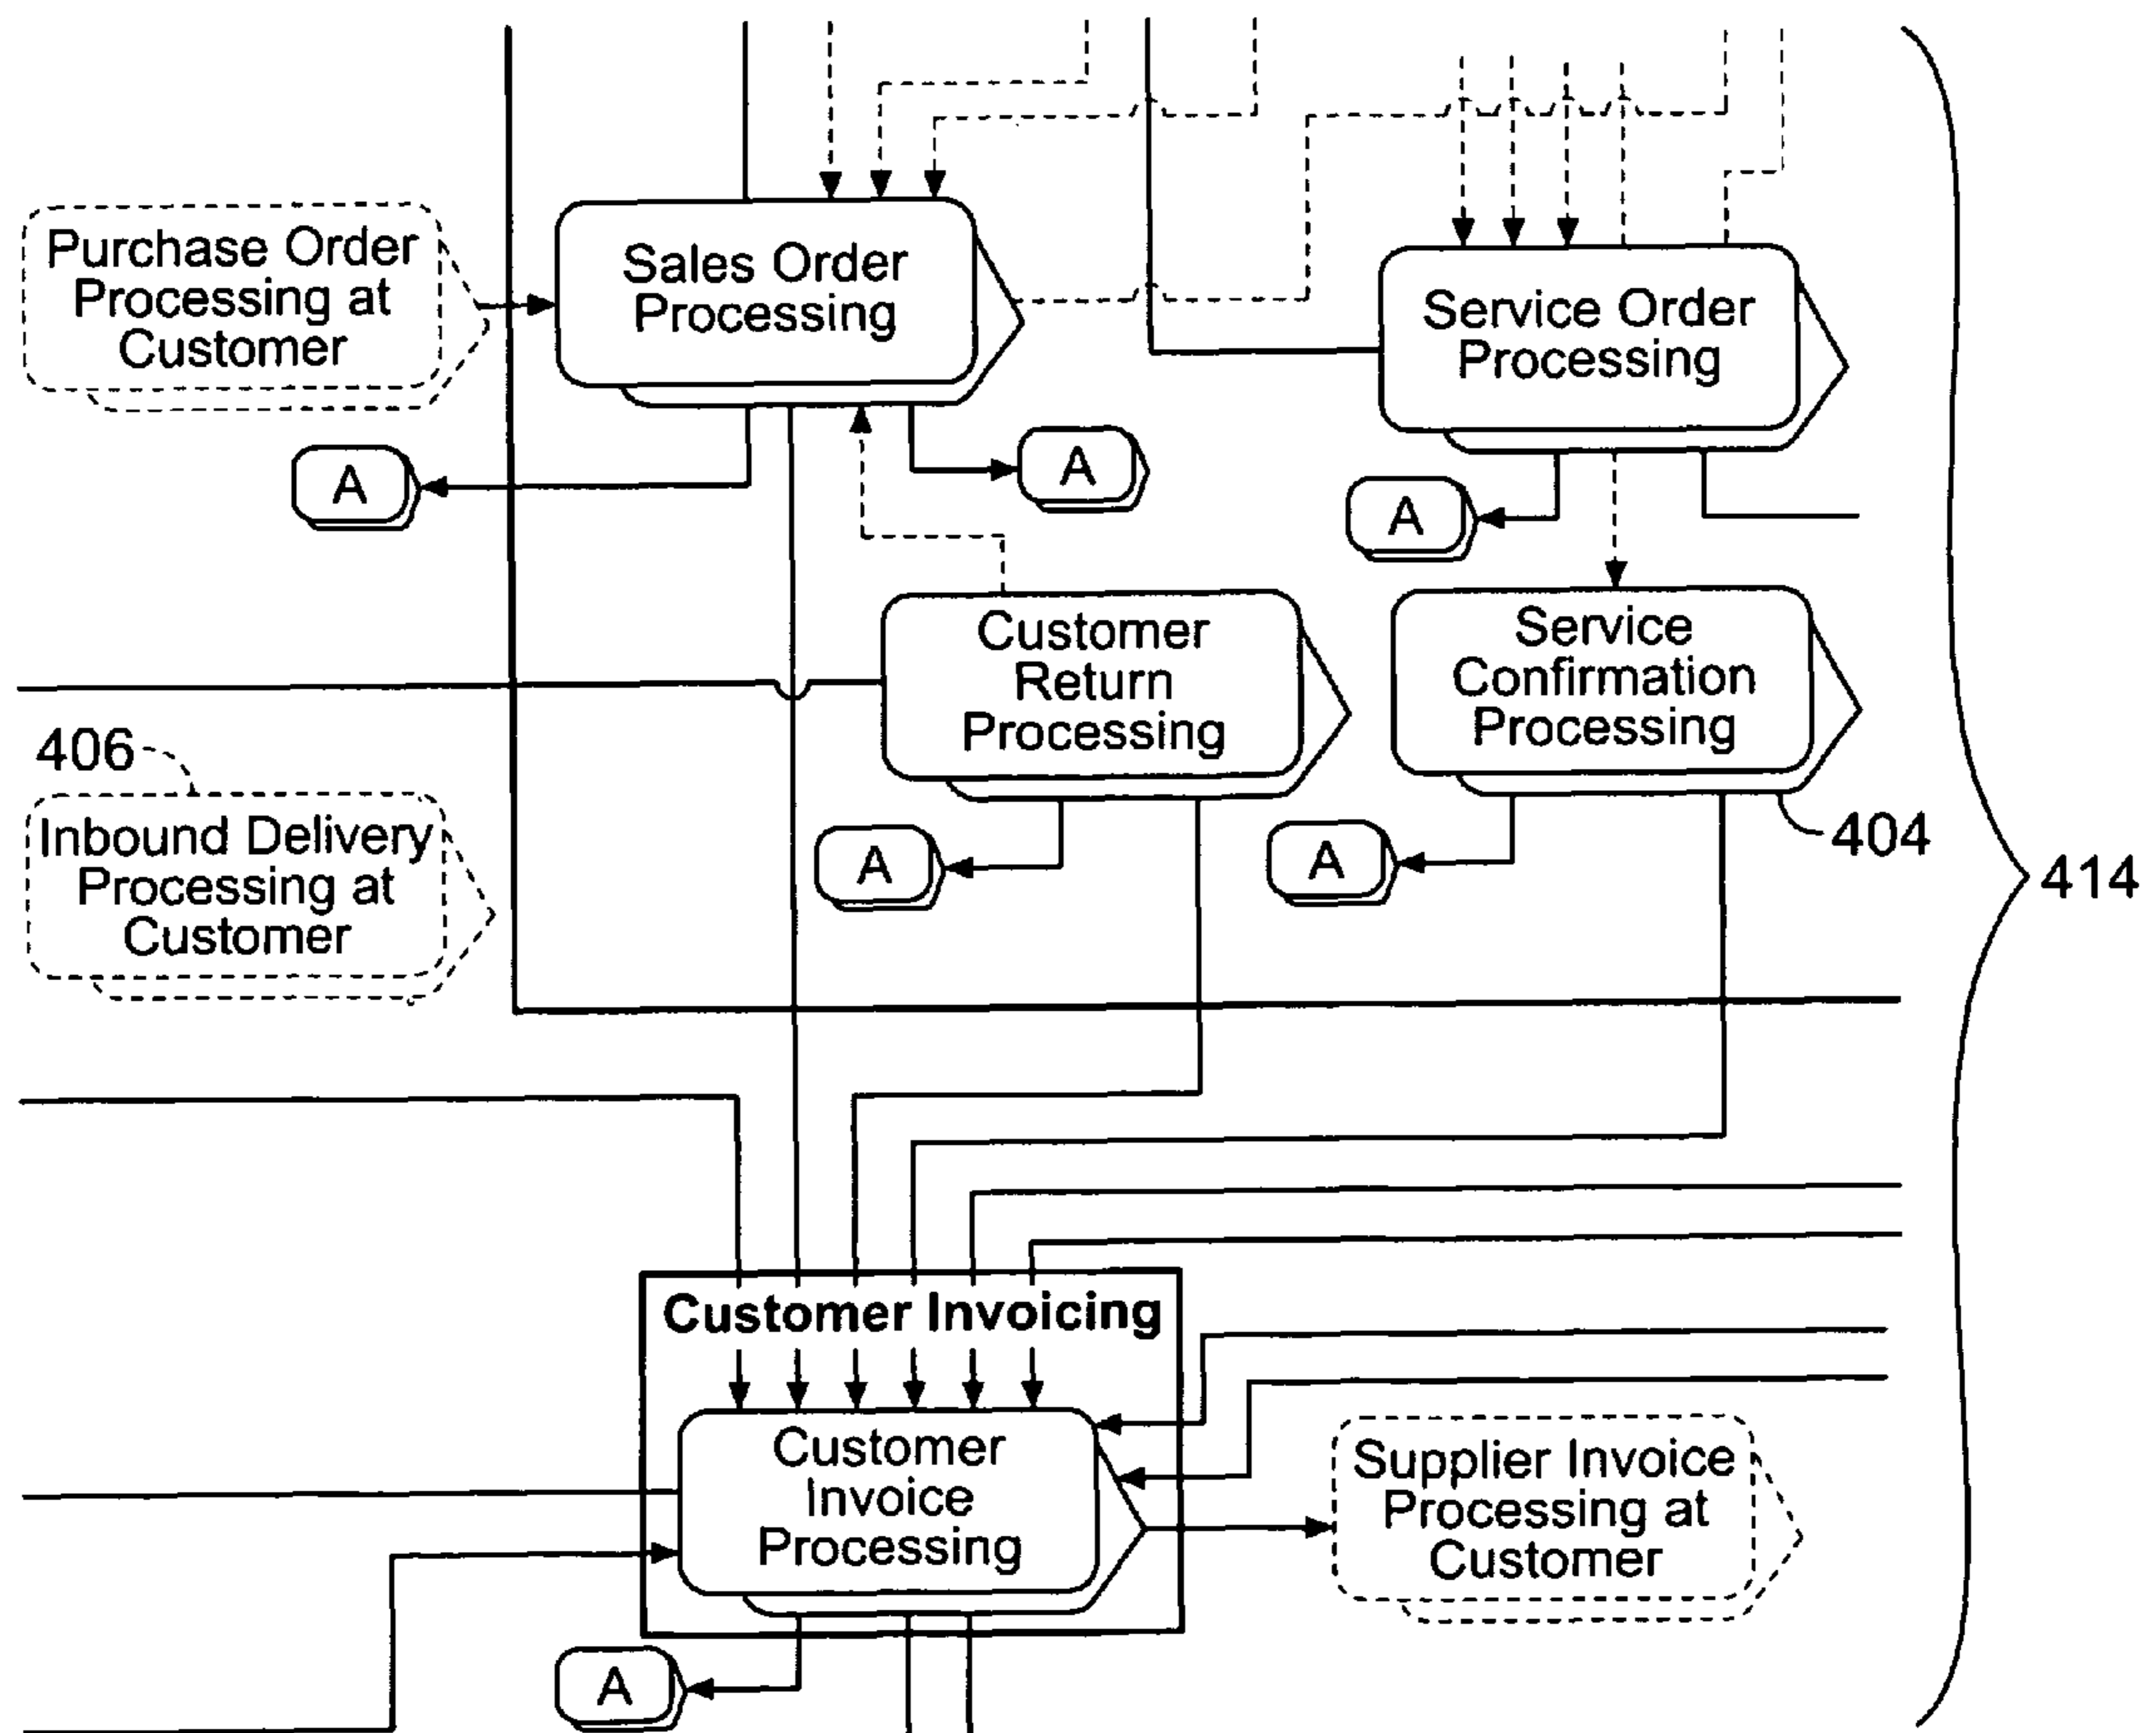 Purchase Order
Processing at
Customer
Sales Order
Processing
Service Order
Processing
A
A
A
Customer
Return
Processing
Service
Confirmation
Processing
406
Inbound Delivery
Processing at
Customer
A
A
404
414
Customer Invoicing
Customer
Invoice
Processing
Supplier Invoice
Processing at
Customer
A